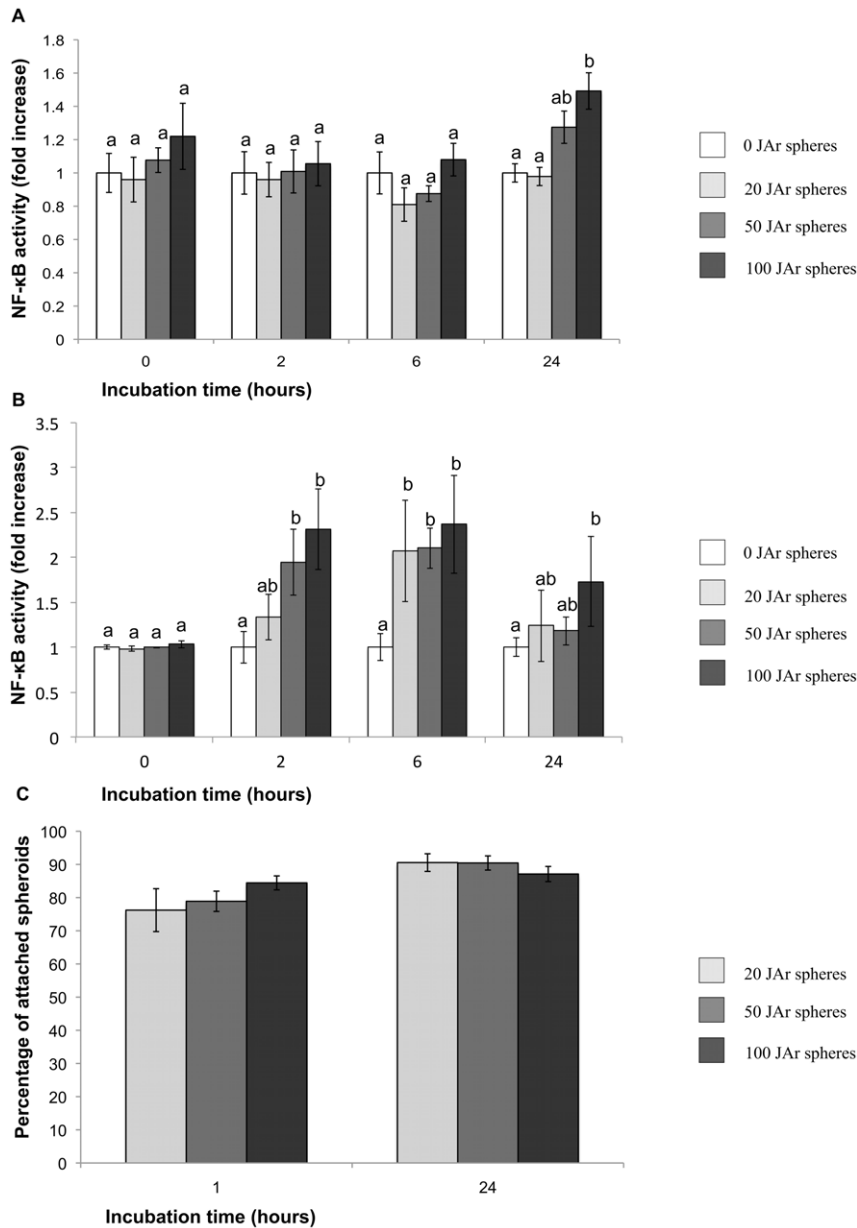 A
NF-κB activity (fold increase)
1.8
1.6
1.4
1.2
1
0.8
0.6
0.4
0.2
0
a a a a
a a a a
a a a a
a a ab b
0 2 6 24
Incubation time (hours)
0 JAr spheres
20 JAr spheres
50 JAr spheres
100 JAr spheres
B
NF-κB activity (fold increase)
3.5
3
2.5
2
1.5
1
0.5
0
a a a a
a ab b b
a b b b
a ab ab b
0 2 6 24
Incubation time (hours)
0 JAr spheres
20 JAr spheres
50 JAr spheres
100 JAr spheres
C
Percentage of attached spheroids
100
90
80
70
60
50
40
30
20
10
0
1 24
Incubation time (hours)
20 JAr spheres
50 JAr spheres
100 JAr spheres